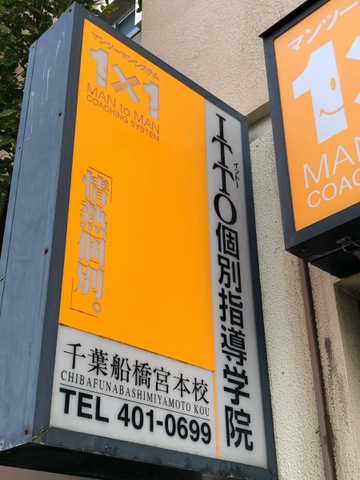 マンツーマンシステム
1×1
MAN to MAN
COACHING SYSTEM
「情熱個別。」
イットー
ITTO個別指導学院
千葉船橋宮本校
CHIBAFUNABASHIMIYAMOTO KOU
TEL 401-0699
マンツーマン
1
MAN
COAC